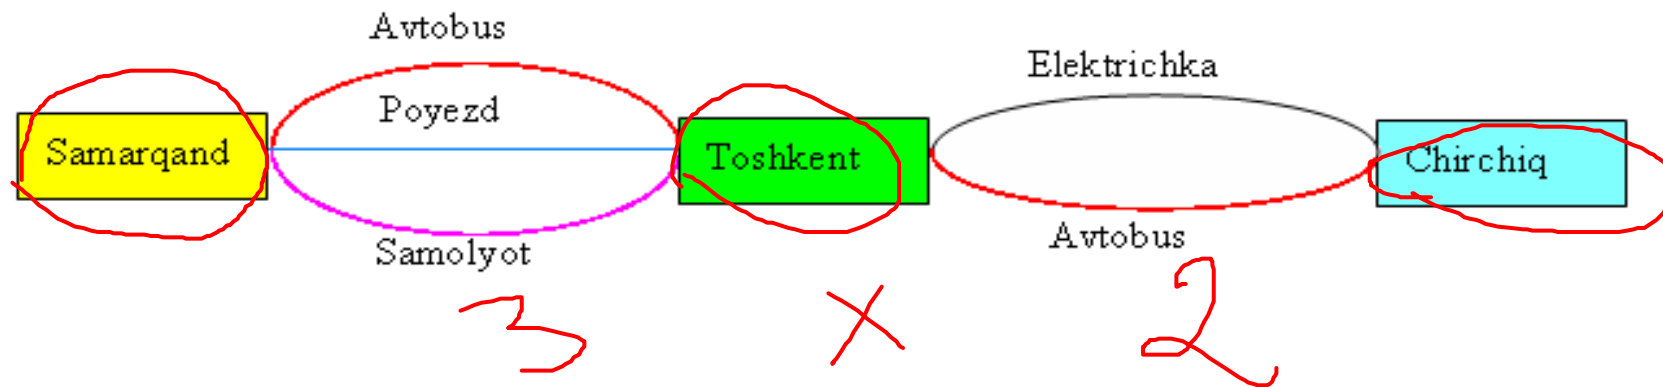 Avtobus
Elektrichka
Poyezd
Samarqand
Toshkent
Chirchiq
Samolyot
Avtobus
3 × 2